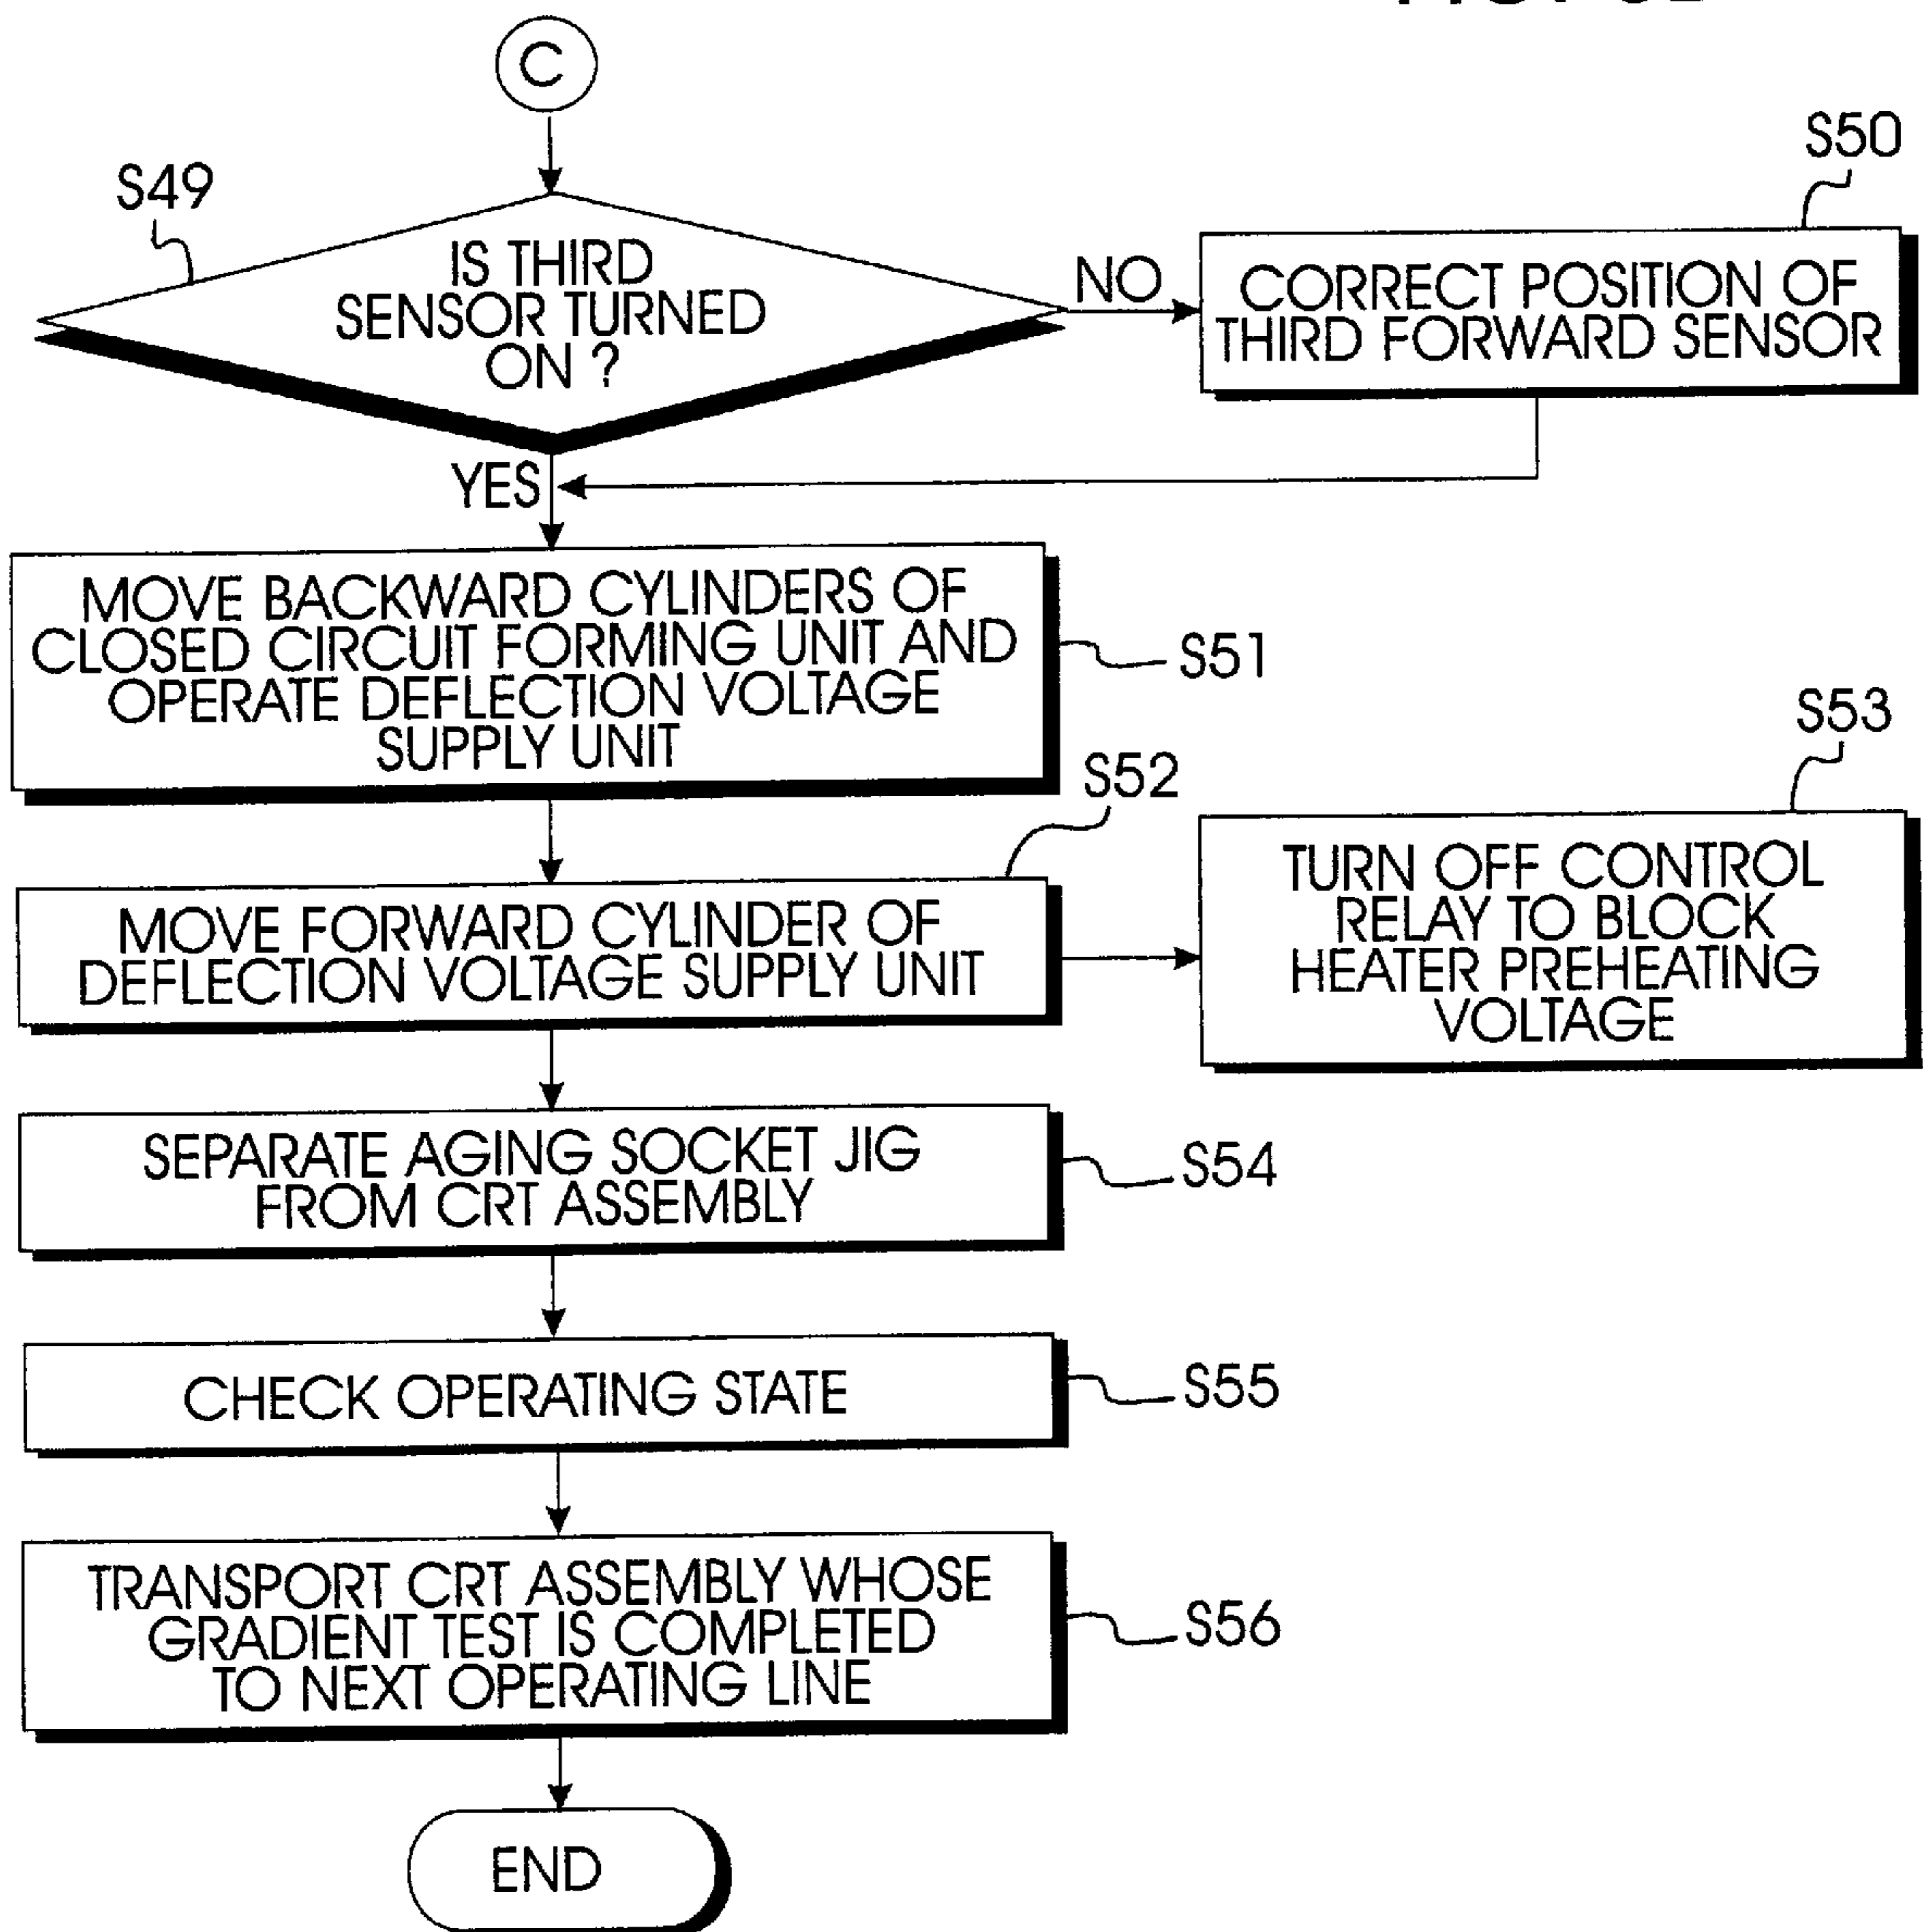 C
S49
IS THIRD
SENSOR TURNED
ON ?
NO
S50
CORRECT POSITION OF
THIRD FORWARD SENSOR
YES
MOVE BACKWARD CYLINDERS OF
CLOSED CIRCUIT FORMING UNIT AND
OPERATE DEFLECTION VOLTAGE
SUPPLY UNIT
S51
S52
MOVE FORWARD CYLINDER OF
DEFLECTION VOLTAGE SUPPLY UNIT
S53
TURN OFF CONTROL
RELAY TO BLOCK
HEATER PREHEATING
VOLTAGE
SEPARATE AGING SOCKET JIG
FROM CRT ASSEMBLY
S54
CHECK OPERATING STATE
S55
TRANSPORT CRT ASSEMBLY WHOSE
GRADIENT TEST IS COMPLETED
TO NEXT OPERATING LINE
S56
END